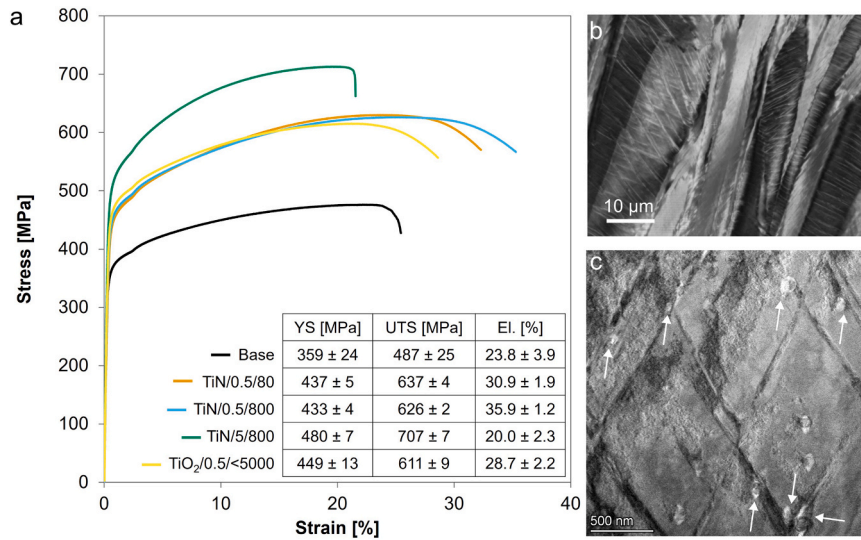 a
800
700
600
500
400
300
200
100
0
Stress [MPa]
YS [MPa] UTS [MPa] El. [%]
Base 359 ± 24 487 ± 25 23.8 ± 3.9
TiN/0.5/80 437 ± 5 637 ± 4 30.9 ± 1.9
TiN/0.5/800 433 ± 4 626 ± 2 35.9 ± 1.2
TiN/5/800 480 ± 7 707 ± 7 20.0 ± 2.3
TiO₂/0.5/<5000 449 ± 13 611 ± 9 28.7 ± 2.2
0 10 20 30 40
Strain [%]
b
10 µm
c
500 nm